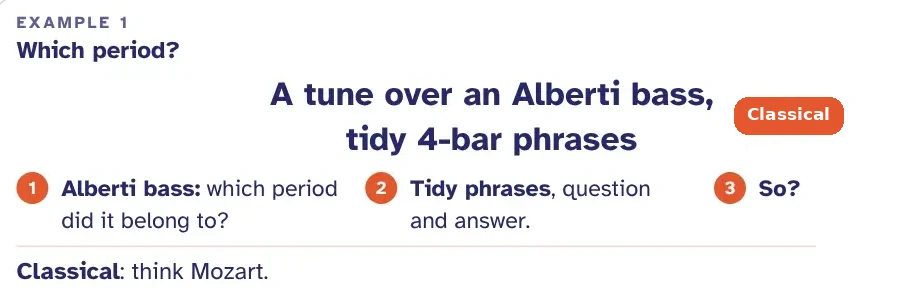 EXAMPLE 1
Which period?
A tune over an Alberti bass,
tidy 4-bar phrases
Classical
1 Alberti bass: which period
did it belong to?
2 Tidy phrases, question
and answer.
3 So?
Classical: think Mozart.